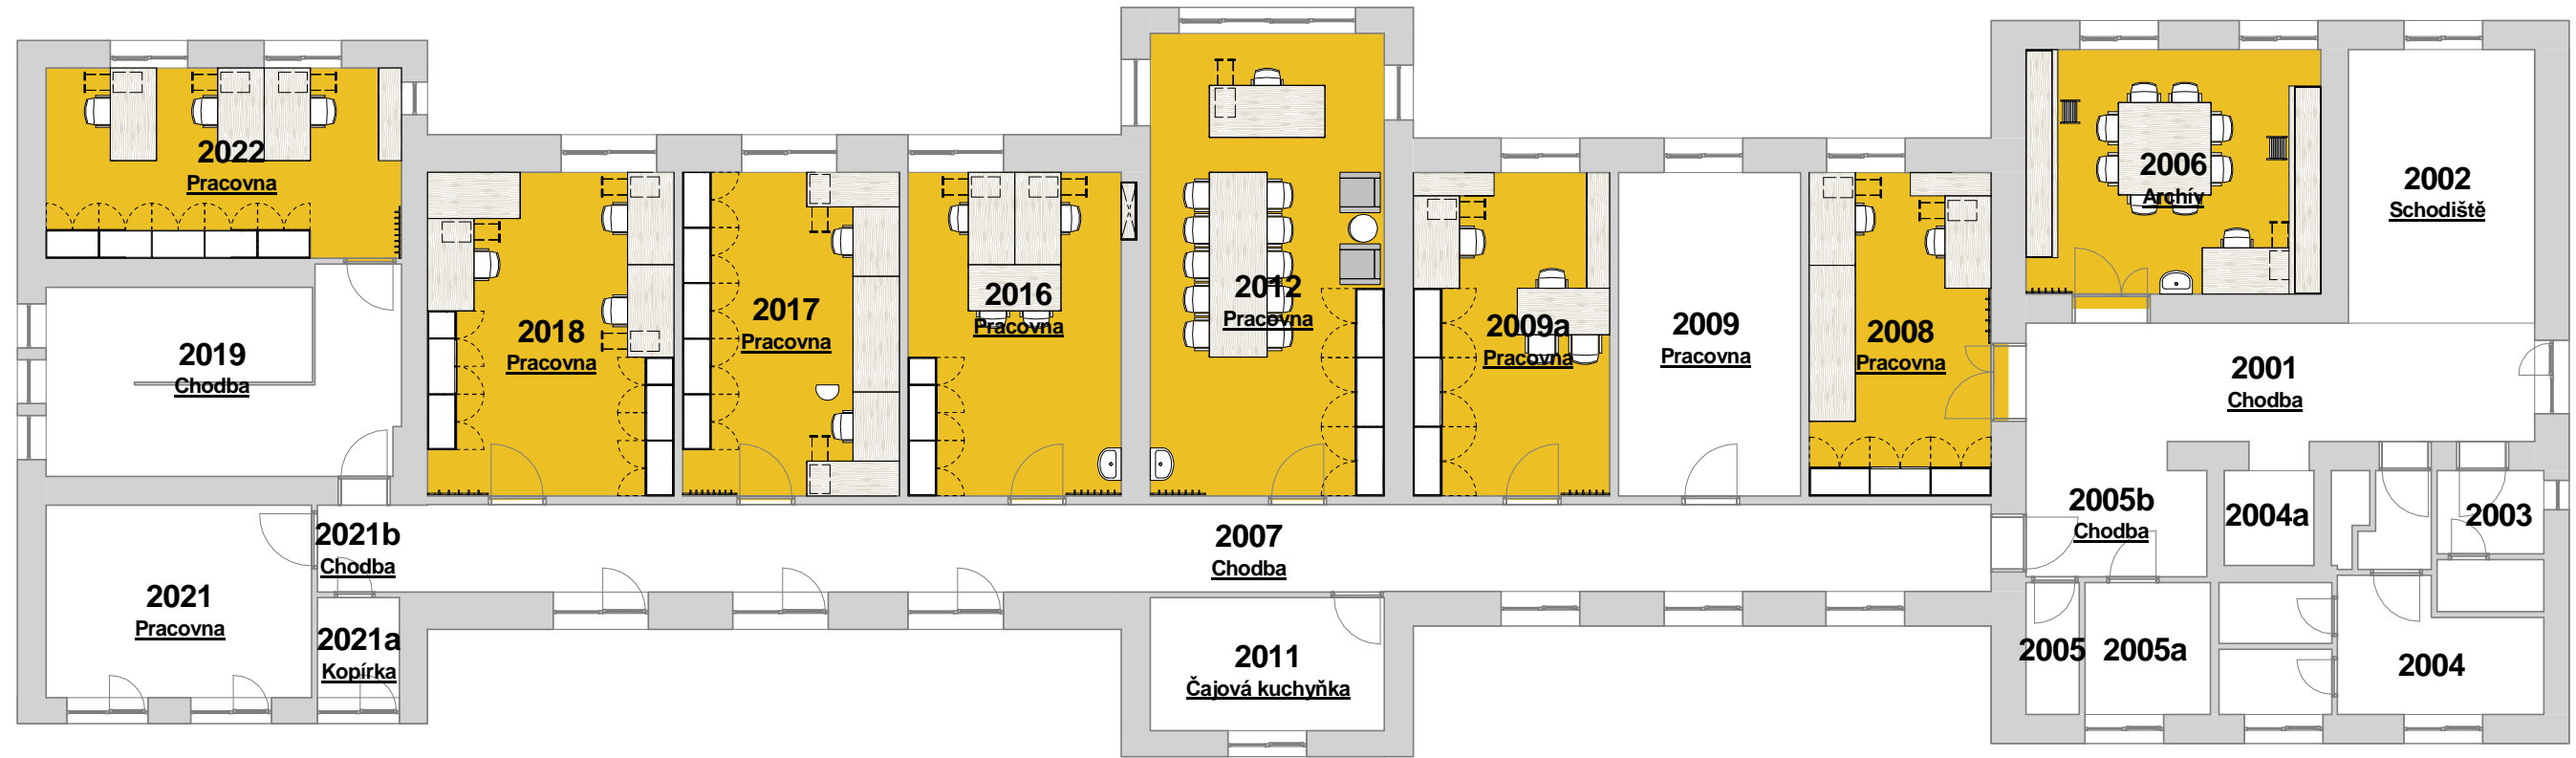 2022
Pracovna
2019
Chodba
2018
Pracovna
2017
Pracovna
2016
Pracovna
2012
Pracovna
2009a
Pracovna
2009
Pracovna
2008
Pracovna
2006
Archív
2002
Schodiště
2001
Chodba
2005b
Chodba
2004a
2003
2021b
Chodba
2007
Chodba
2021
Pracovna
2021a
Kopírka
2011
Čajová kuchyňka
2005
2005a
2004